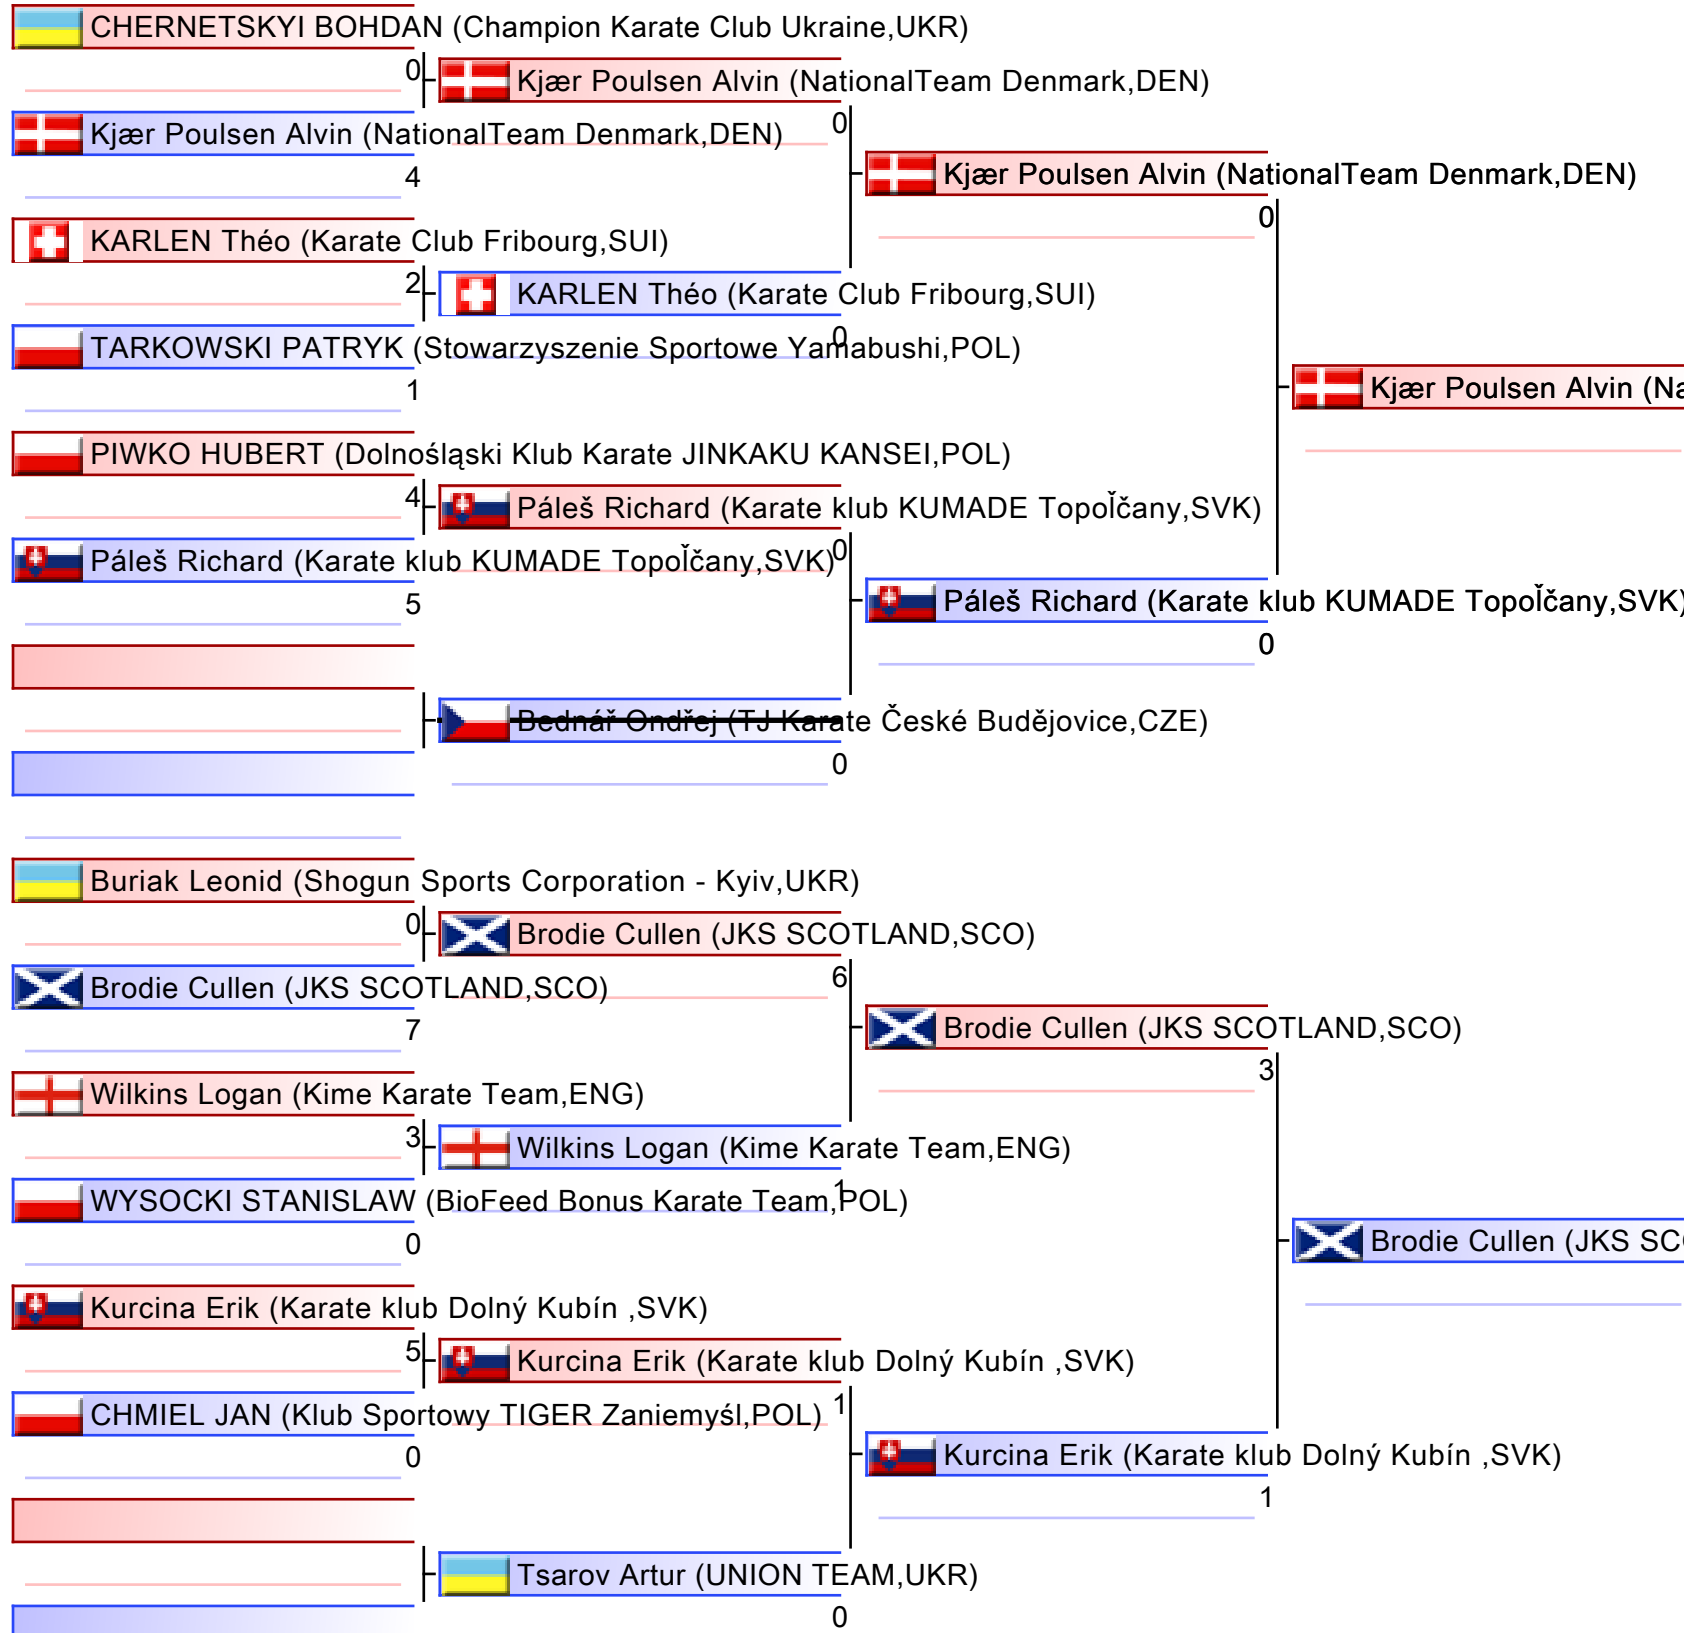 CHERNETSKYI BOHDAN (Champion Karate Club Ukraine,UKR)
0
Kjær Poulsen Alvin (NationalTeam Denmark,DEN)
Kjær Poulsen Alvin (NationalTeam Denmark,DEN)
0
4
Kjær Poulsen Alvin (NationalTeam Denmark,DEN)
0
KARLEN Théo (Karate Club Fribourg,SUI)
2
KARLEN Théo (Karate Club Fribourg,SUI)
0
TARKOWSKI PATRYK (Stowarzyszenie Sportowe Yamabushi,POL)
1
Kjær Poulsen Alvin (Na
PIWKO HUBERT (Dolnośląski Klub Karate JINKAKU KANSEI,POL)
4
Páleš Richard (Karate klub KUMADE Topoľčany,SVK)
0
Páleš Richard (Karate klub KUMADE Topoľčany,SVK)
5
Páleš Richard (Karate klub KUMADE Topoľčany,SVK)
0
Bednář Ondřej (TJ Karate České Budějovice,CZE)
0
Buriak Leonid (Shogun Sports Corporation - Kyiv,UKR)
0
Brodie Cullen (JKS SCOTLAND,SCO)
6
Brodie Cullen (JKS SCOTLAND,SCO)
7
Brodie Cullen (JKS SCOTLAND,SCO)
3
Wilkins Logan (Kime Karate Team,ENG)
3
Wilkins Logan (Kime Karate Team,ENG)
1
WYSOCKI STANISLAW (BioFeed Bonus Karate Team,POL)
0
Brodie Cullen (JKS SC
Kurcina Erik (Karate klub Dolný Kubín ,SVK)
5
Kurcina Erik (Karate klub Dolný Kubín ,SVK)
1
CHMIEL JAN (Klub Sportowy TIGER Zaniemyśl,POL)
0
Kurcina Erik (Karate klub Dolný Kubín ,SVK)
1
Tsarov Artur (UNION TEAM,UKR)
0